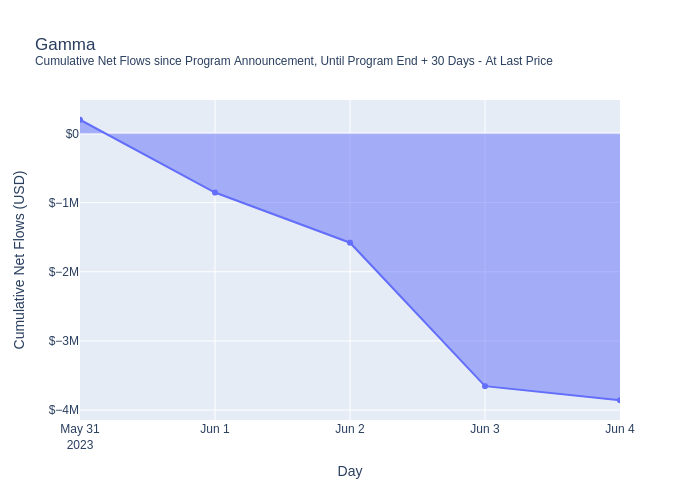 Gamma
Cumulative Net Flows since Program Announcement, Until Program End + 30 Days - At Last Price
Cumulative Net Flows (USD)
$0
$−1M
$−2M
$−3M
$−4M
May 31
2023
Jun 1
Jun 2
Jun 3
Jun 4
Day